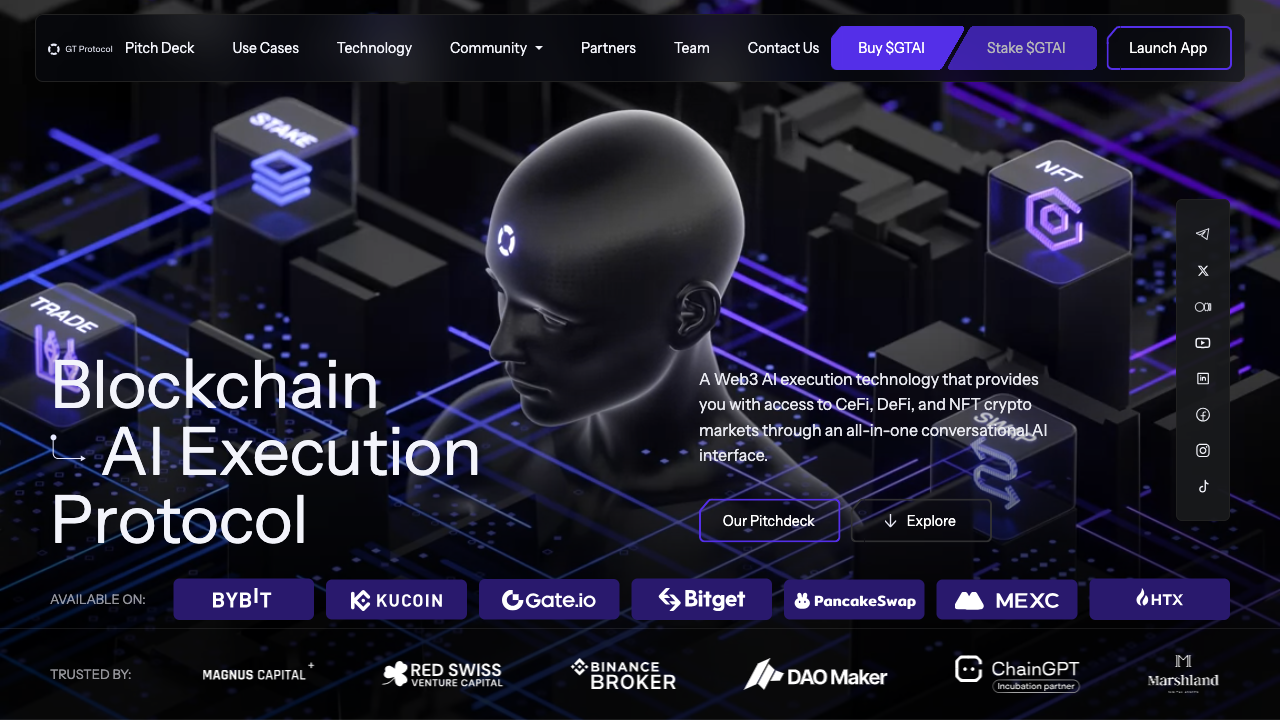 GT Protocol
Pitch Deck
Use Cases
Technology
Community
Partners
Team
Contact Us
Buy $GTAI
Stake $GTAI
Launch App
STAKE
NFT
TRADE
Blockchain
AI Execution
Protocol
A Web3 AI execution technology that provides
you with access to CeFi, DeFi, and NFT crypto
markets through an all-in-one conversational AI
interface.
SWAP
Our Pitchdeck
Explore
AVAILABLE ON:
BYBIT
KUCOIN
Gate.io
Bitget
PancakeSwap
MEXC
HTX
TRUSTED BY:
MAGNUS CAPITAL +
RED SWISS
VENTURE CAPITAL
BINANCE
BROKER
DAO Maker
ChainGPT
Incubation partner
M
Marshland